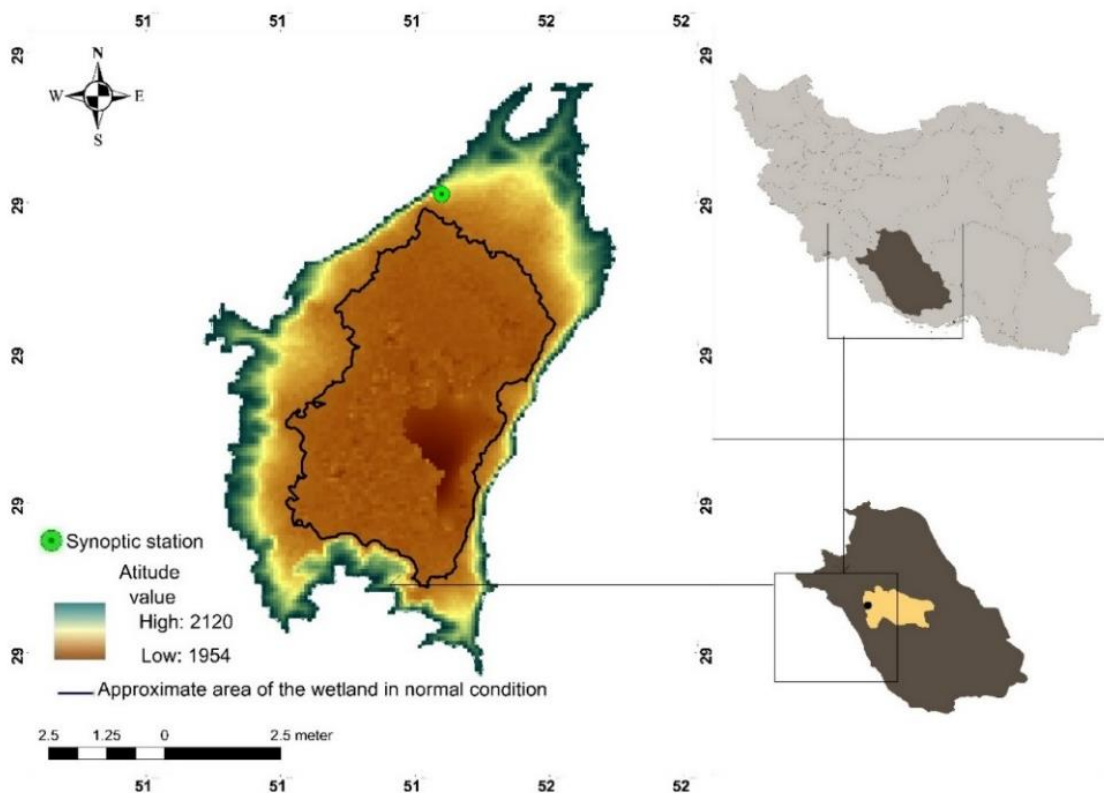 51 51 51 52 52
29
N
W E
S
29
29
29
29
Synoptic station
Atitude
value
High: 2120
Low: 1954
Approximate area of the wetland in normal condition
2.5 1.25 0 2.5 meter
51 51 51 52 52
29
29
29
29
29